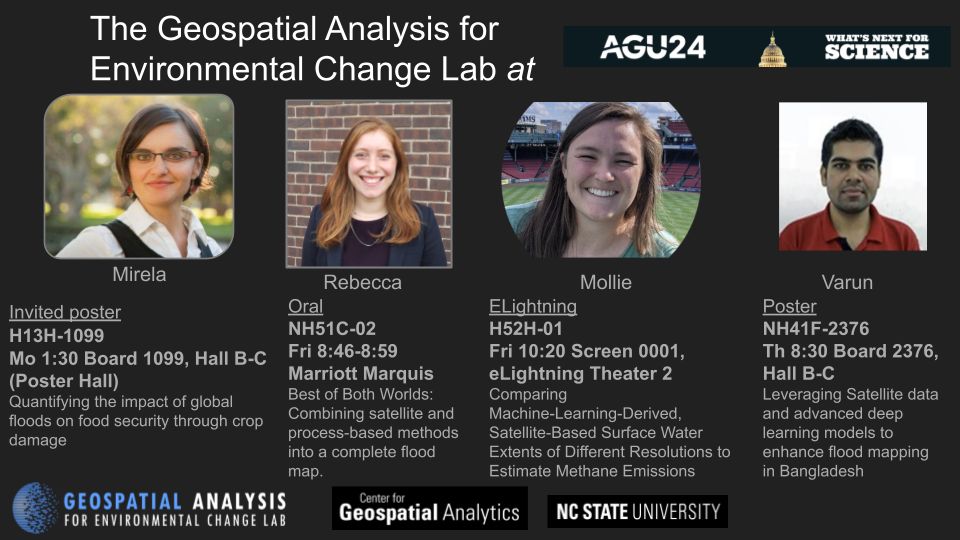 The Geospatial Analysis for
Environmental Change Lab at
AGU24
WHAT'S NEXT FOR
SCIENCE
Mirela
Invited poster
H13H-1099
Mo 1:30 Board 1099, Hall B-C
(Poster Hall)
Quantifying the impact of global
floods on food security through crop
damage
Rebecca
Oral
NH51C-02
Fri 8:46-8:59
Marriott Marquis
Best of Both Worlds:
Combining satellite and
process-based methods
into a complete flood
map.
Mollie
ELightning
H52H-01
Fri 10:20 Screen 0001,
eLightning Theater 2
Comparing
Machine-Learning-Derived,
Satellite-Based Surface Water
Extents of Different Resolutions to
Estimate Methane Emissions
Varun
Poster
NH41F-2376
Th 8:30 Board 2376,
Hall B-C
Leveraging Satellite data
and advanced deep
learning models to
enhance flood mapping
in Bangladesh
GEOSPATIAL ANALYSIS
FOR ENVIRONMENTAL CHANGE LAB
Center for
Geospatial Analytics
NC STATE UNIVERSITY